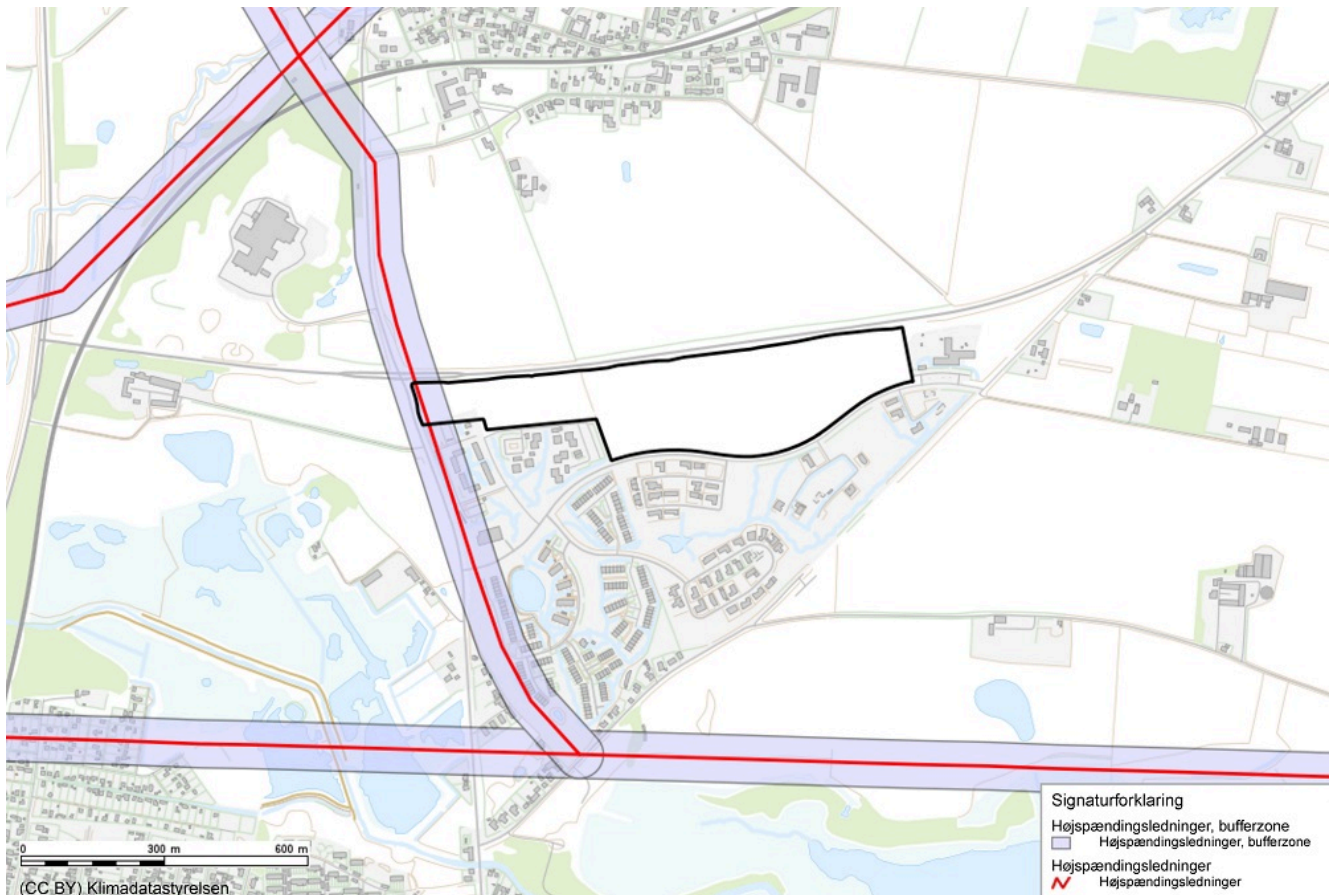 Signaturforklaring
Højspændingsledninger, bufferzone
Højspændingsledninger, bufferzone
Højspændingsledninger
Højspændingsledninger
0 300 m 600 m
(CC BY) Klimadatastyrelsen